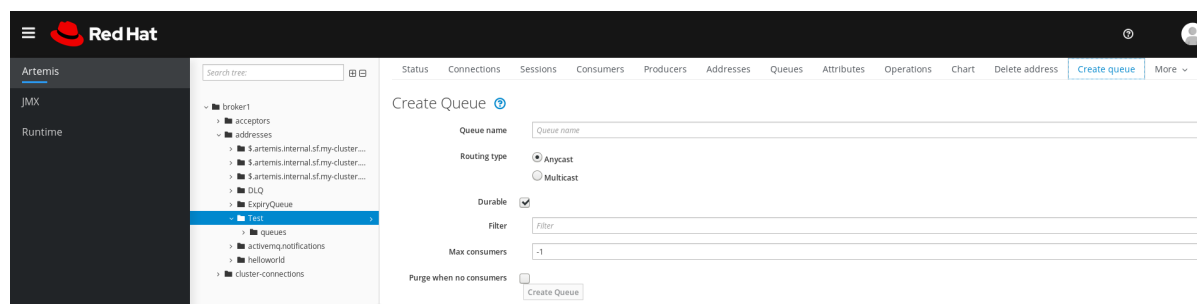 Red Hat
Artemis
JMX
Runtime
Search tree:
broker1
acceptors
addresses
$.artemis.internal.sf.my-cluster....
$.artemis.internal.sf.my-cluster....
$.artemis.internal.sf.my-cluster....
DLQ
ExpiryQueue
Test
queues
activemq.notifications
helloworld
cluster-connections
Status Connections Sessions Consumers Producers Addresses Queues Attributes Operations Chart Delete address Create queue More
Create Queue
Queue name Queue name
Routing type Anycast
Multicast
Durable
Filter Filter
Max consumers -1
Purge when no consumers
Create Queue